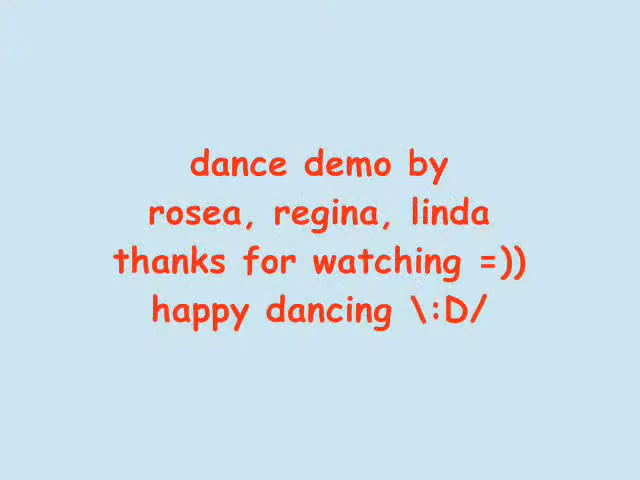 dance demo by
rosea, regina, linda
thanks for watching =))
happy dancing \:D/